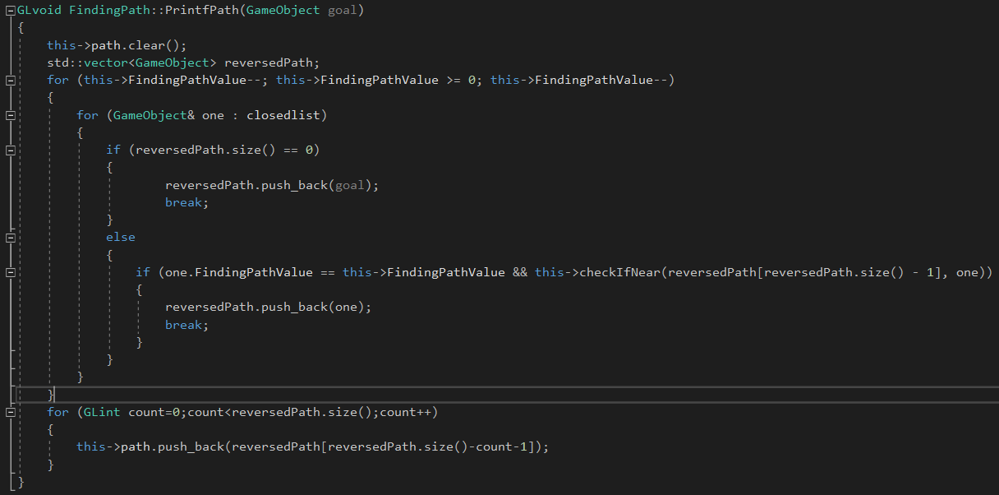 GLvoid FindingPath::PrintfPath(GameObject goal)
{
    this->path.clear();
    std::vector<GameObject> reversedPath;
    for (this->FindingPathValue--; this->FindingPathValue >= 0; this->FindingPathValue--)
    {
        for (GameObject& one : closedlist)
        {
            if (reversedPath.size() == 0)
            {
                    reversedPath.push_back(goal);
                    break;
            }
            else
            {
                if (one.FindingPathValue == this->FindingPathValue && this->checkIfNear(reversedPath[reversedPath.size() - 1], one))
                {
                    reversedPath.push_back(one);
                    break;
                }
            }
        }
    }
    for (GLint count=0;count<reversedPath.size();count++)
    {
        this->path.push_back(reversedPath[reversedPath.size()-count-1]);
    }
}